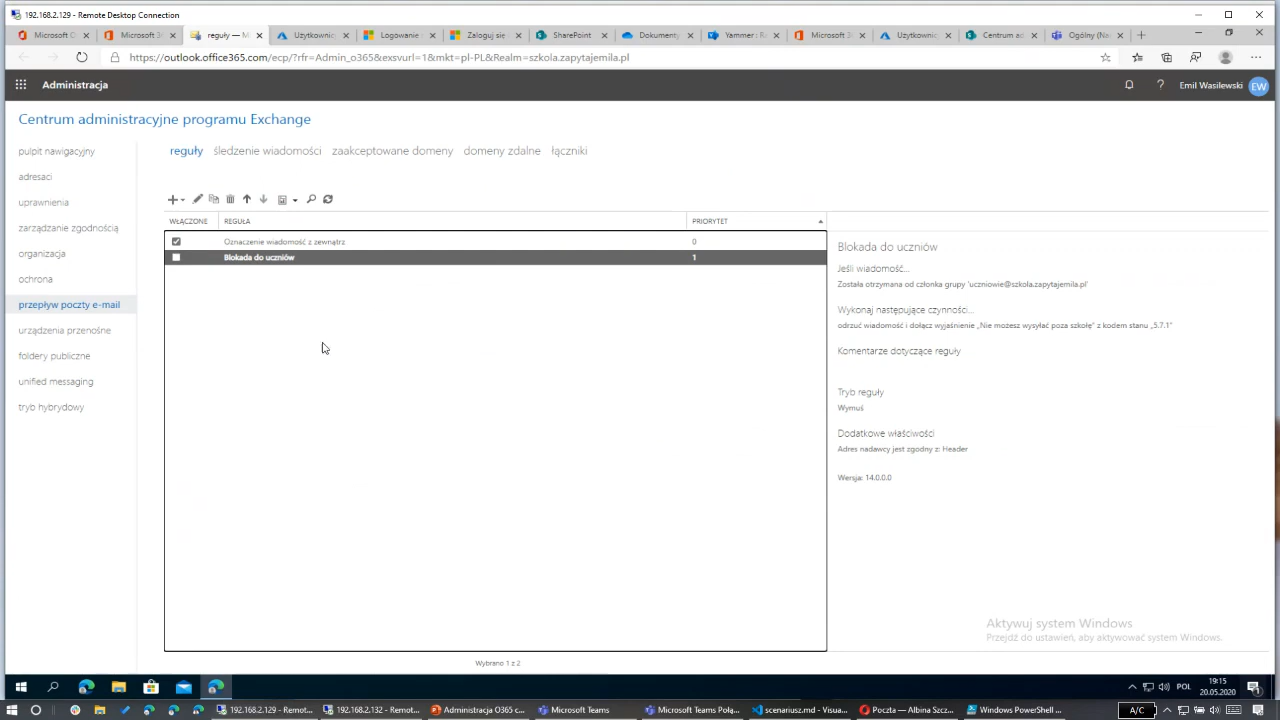 192.168.2.129 - Remote Desktop Connection
Microsoft O
Microsoft 36
reguły — M
Użytkownic
Logowanie
Zaloguj się
SharePoint
Dokumenty
Yammer : Re
Microsoft 3
Użytkownic
Centrum ad
Ogólny (Na
https://outlook.office365.com/ecp/?rfr=Admin_o365&exsvurl=1&mkt=pl-PL&Realm=szkola.zapytajemila.pl
Administracja
?
Emil Wasilewski
EW
Centrum administracyjne programu Exchange
pulpit nawigacyjny
adresaci
uprawnienia
zarządzanie zgodnością
organizacja
ochrona
przepływ poczty e-mail
urządzenia przenośne
foldery publiczne
unified messaging
tryb hybrydowy
reguły śledzenie wiadomości zaakceptowane domeny domeny zdalne łączniki
WŁĄCZONE REGUŁA PRIORYTET
Oznaczenie wiadomość z zewnątrz 0
Blokada do uczniów 1
Wybrano 1 z 2
Blokada do uczniów
Jeśli wiadomość...
Została otrzymana od członka grupy 'uczniowie@szkola.zapytajemila.pl'
Wykonaj następujące czynności...
odrzuć wiadomość i dołącz wyjaśnienie „Nie możesz wysyłać poza szkołę" z kodem stanu „5.7.1"
Komentarze dotyczące reguły
Tryb reguły
Wymuś
Dodatkowe właściwości
Adres nadawcy jest zgodny z: Header
Wersja: 14.0.0.0
Aktywuj system Windows
Przejdź do ustawień, aby aktywować system Windows.
POL
19:15
20.05.2020
192.168.2.129 - Remot...
192.168.2.132 - Remot...
Administracja O365 c...
Microsoft Teams
Microsoft Teams Połą...
scenariusz.md - Visua...
Poczta — Albina Szcz...
Windows PowerShell ...
A/C